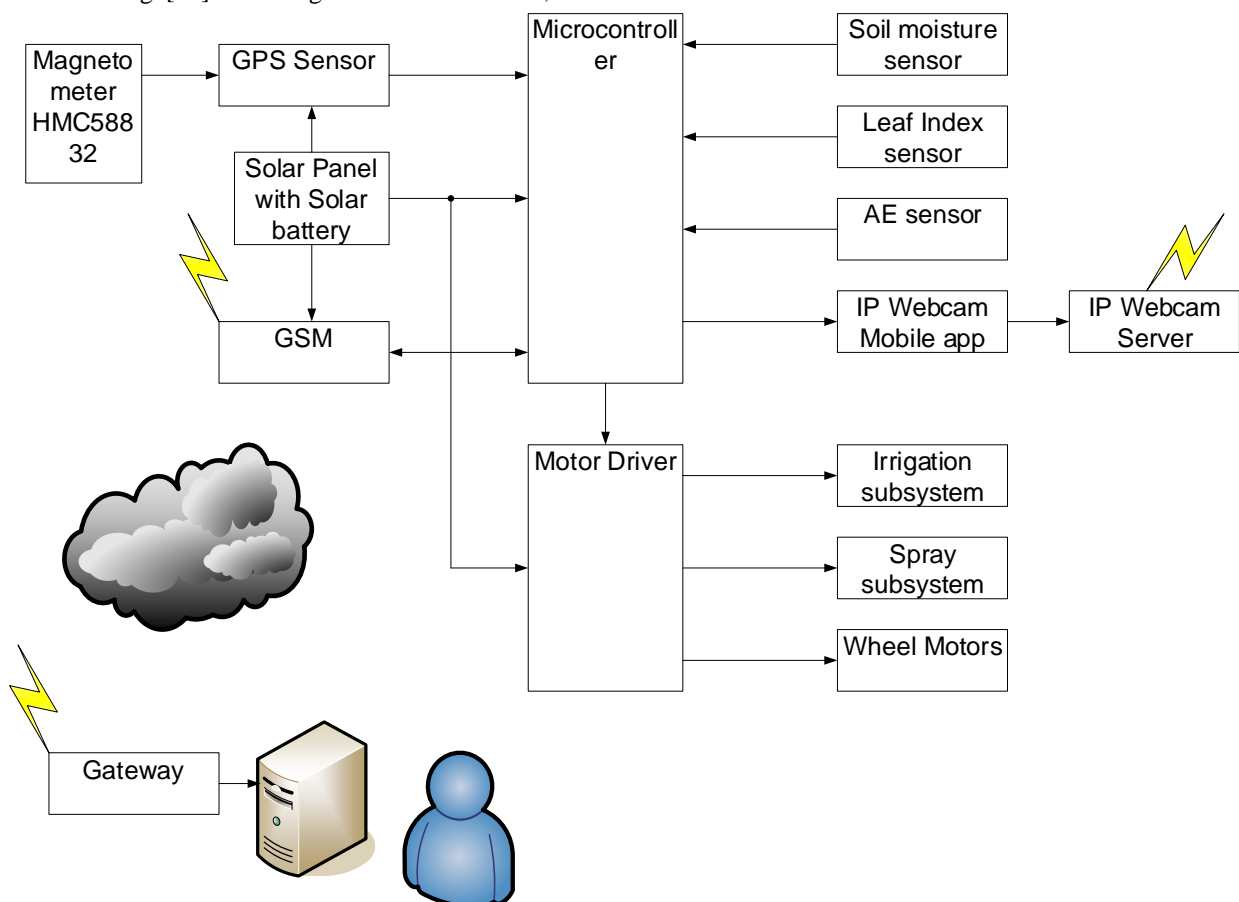 Microcontroll
er
Soil moisture
sensor
Magneto
meter
HMC588
32
GPS Sensor
Leaf Index
sensor
Solar Panel
with Solar
battery
AE sensor
GSM
IP Webcam
Mobile app
IP Webcam
Server
Motor Driver
Irrigation
subsystem
Spray
subsystem
Wheel Motors
Gateway